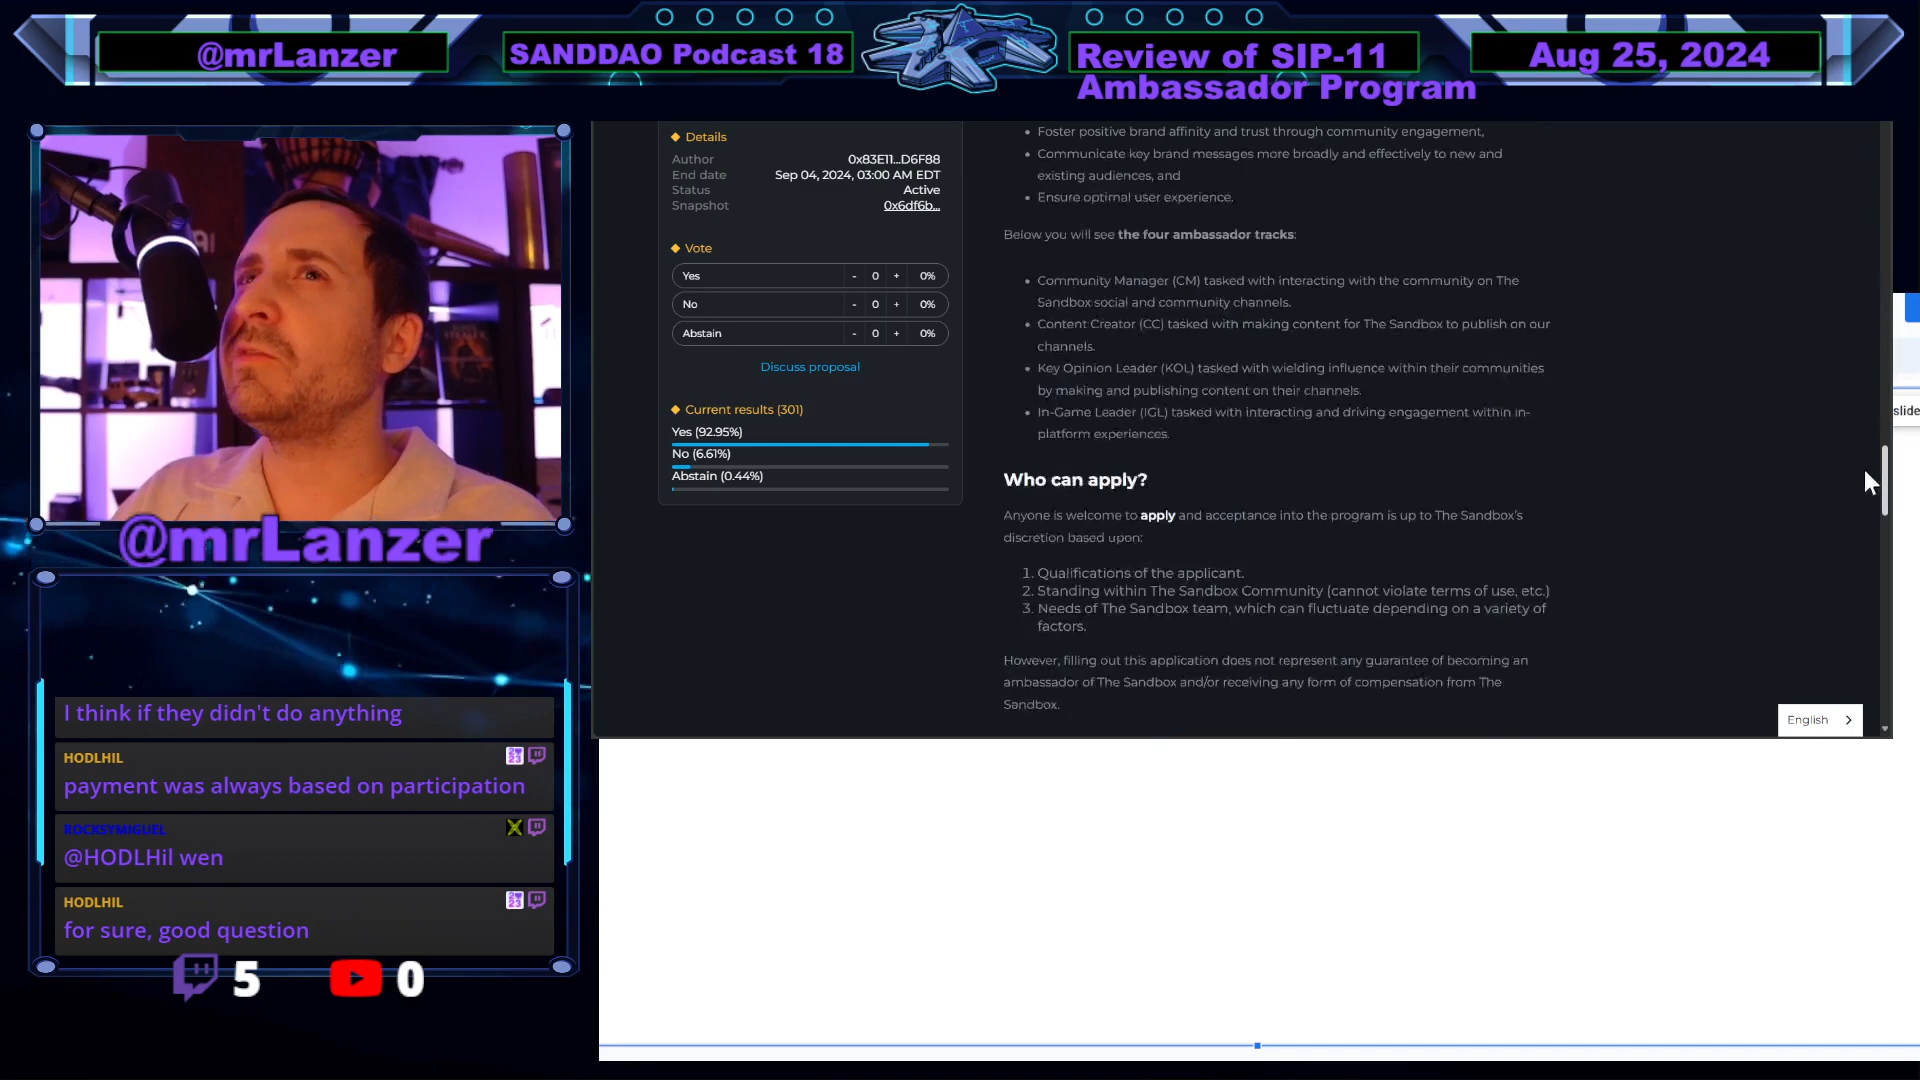 @mrLanzer
SANDDAO Podcast 18
Review of SIP-11
Ambassador Program
Aug 25, 2024
@mrLanzer
I think if they didn't do anything
HODLHIL
payment was always based on participation
ROCKSYMIGUEL
@HODLHil wen
HODLHIL
for sure, good question
5
0
Details
Author 0x83E11...D6F88
End date Sep 04, 2024, 03:00 AM EDT
Status Active
Snapshot 0x6df6b...
Vote
Yes - 0 + 0%
No - 0 + 0%
Abstain - 0 + 0%
Discuss proposal
Current results (301)
Yes (92.95%)
No (6.61%)
Abstain (0.44%)
• Foster positive brand affinity and trust through community engagement,
• Communicate key brand messages more broadly and effectively to new and
existing audiences, and
• Ensure optimal user experience.
Below you will see the four ambassador tracks:
• Community Manager (CM) tasked with interacting with the community on The
Sandbox social and community channels.
• Content Creator (CC) tasked with making content for The Sandbox to publish on our
channels.
• Key Opinion Leader (KOL) tasked with wielding influence within their communities
by making and publishing content on their channels.
• In-Game Leader (IGL) tasked with interacting and driving engagement within in-
platform experiences.
Who can apply?
Anyone is welcome to apply and acceptance into the program is up to The Sandbox's
discretion based upon:
1. Qualifications of the applicant.
2. Standing within The Sandbox Community (cannot violate terms of use, etc.)
3. Needs of The Sandbox team, which can fluctuate depending on a variety of
factors.
However, filling out this application does not represent any guarantee of becoming an
ambassador of The Sandbox and/or receiving any form of compensation from The
Sandbox.
English
slide